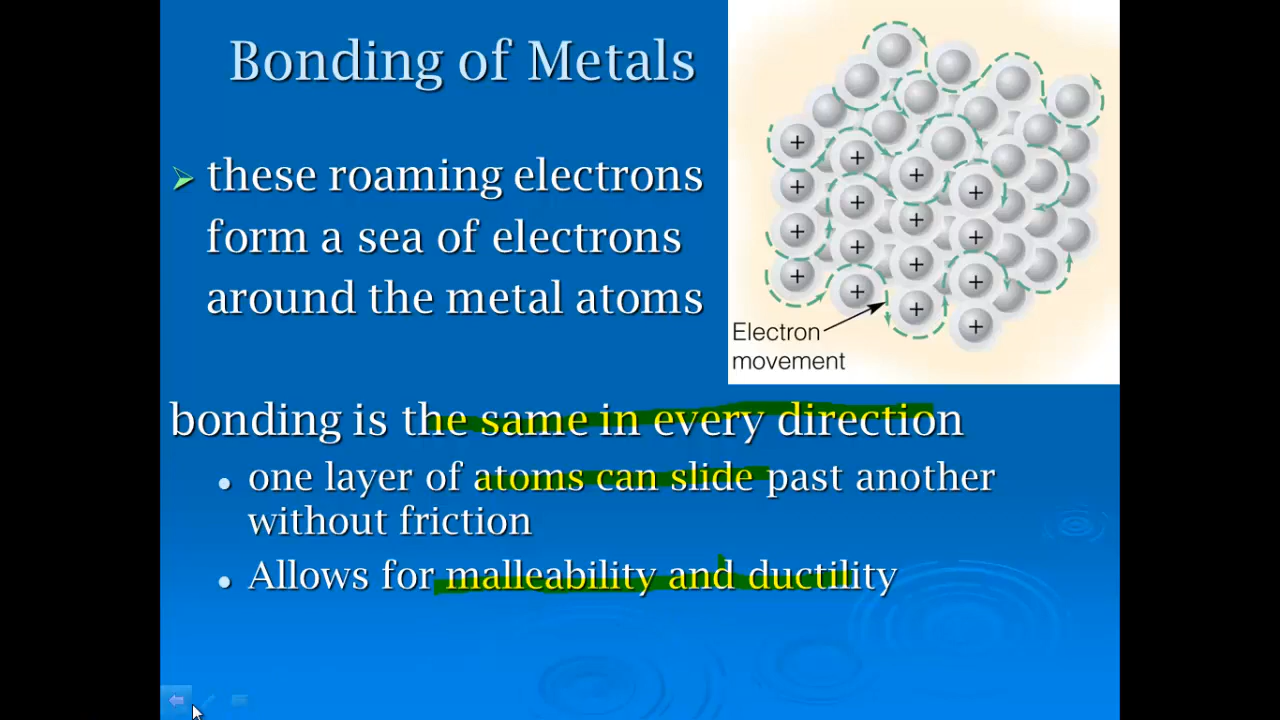 Bonding of Metals
these roaming electrons
form a sea of electrons
around the metal atoms
+ + + +
+ + + +
+ + + +
+ + + +
Electron
movement
bonding is the same in every direction
• one layer of atoms can slide past another
without friction
• Allows for malleability and ductility